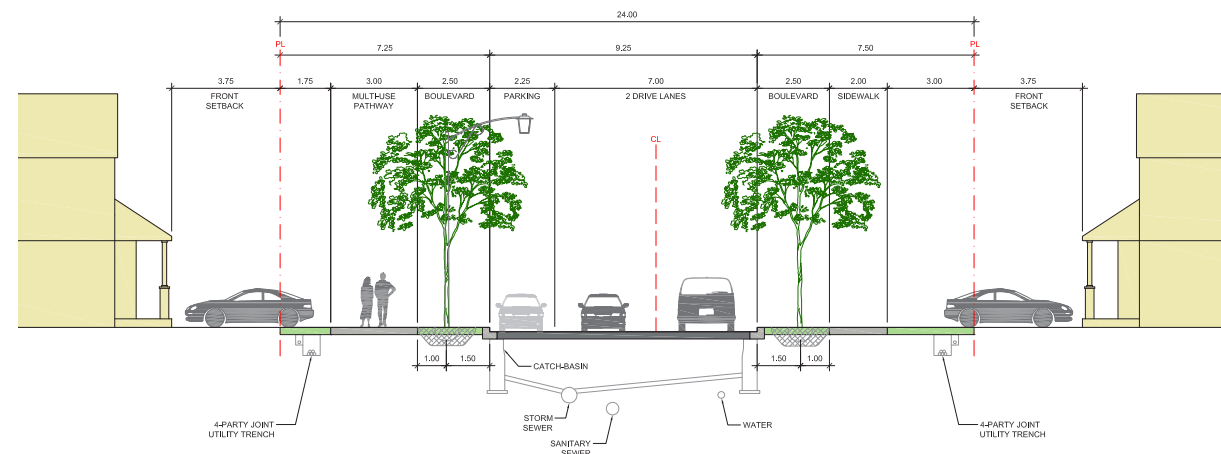 24.00
PL
PL
7.25
9.25
7.50
3.75
1.75
3.00
2.50
2.25
7.00
2.50
2.00
3.00
3.75
FRONT
SETBACK
MULTI-USE
PATHWAY
BOULEVARD
PARKING
2 DRIVE LANES
BOULEVARD
SIDEWALK
FRONT
SETBACK
CL
1.00
1.50
1.50
1.00
CATCH-BASIN
4-PARTY JOINT
UTILITY TRENCH
STORM
SEWER
SANITARY
SEWER
WATER
4-PARTY JOINT
UTILITY TRENCH